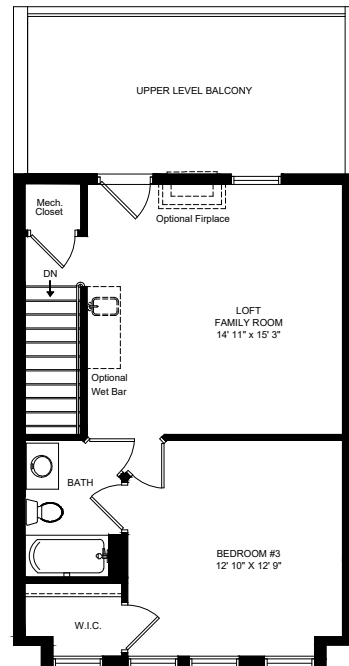 UPPER LEVEL BALCONY
Mech.
Closet
Optional Firplace
DN
LOFT
FAMILY ROOM
14' 11" x 15' 3"
Optional
Wet Bar
BATH
BEDROOM #3
12' 10" X 12' 9"
W.I.C.